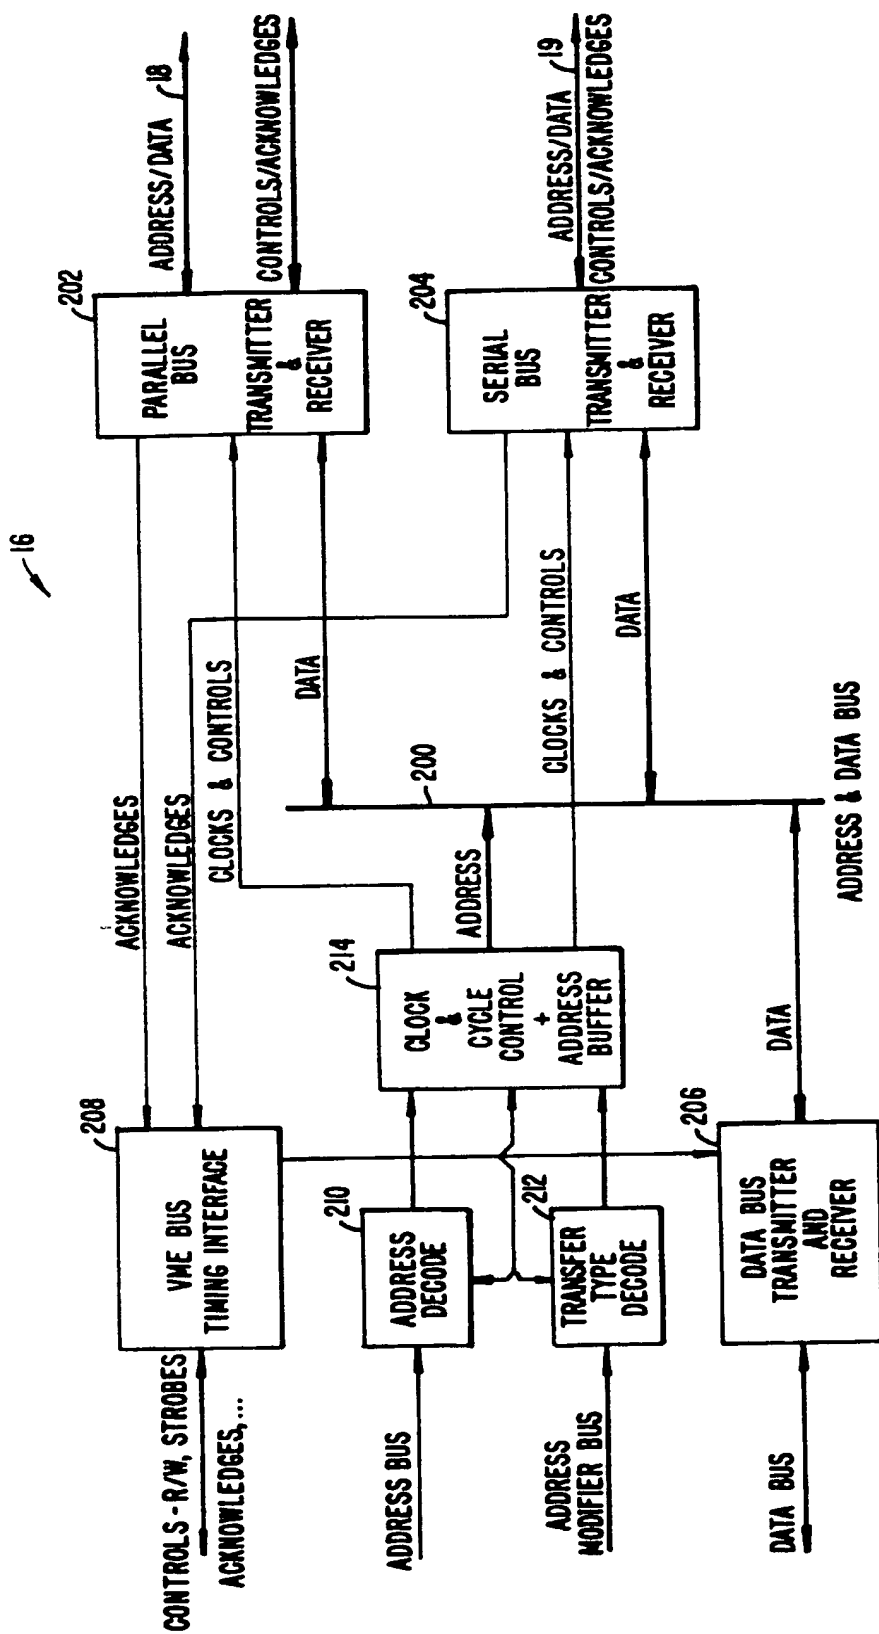 16
CONTROLS - R/W, STROBES
ACKNOWLEDGES,...
208
VME BUS
TIMING INTERFACE
ACKNOWLEDGES
ACKNOWLEDGES
CLOCKS & CONTROLS
202
PARALLEL
BUS
TRANSMITTER
&
RECEIVER
ADDRESS/DATA
18
CONTROLS/ACKNOWLEDGES
DATA
ADDRESS BUS
210
ADDRESS
DECODE
214
CLOCK
&
CYCLE
CONTROL
+
ADDRESS
BUFFER
ADDRESS
200
CLOCKS & CONTROLS
204
SERIAL
BUS
TRANSMITTER
&
RECEIVER
ADDRESS/DATA
19
CONTROLS/ACKNOWLEDGES
ADDRESS
MODIFIER BUS
212
TRANSFER
TYPE
DECODE
DATA
DATA BUS
206
DATA BUS
TRANSMITTER
AND
RECEIVER
DATA
ADDRESS & DATA BUS